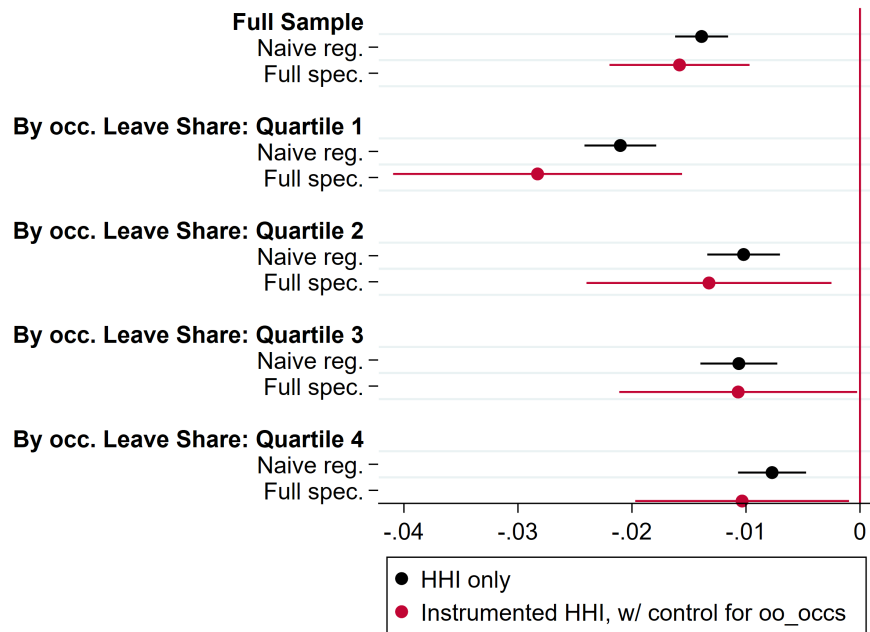 Full Sample
Naive reg.
Full spec.
By occ. Leave Share: Quartile 1
Naive reg.
Full spec.
By occ. Leave Share: Quartile 2
Naive reg.
Full spec.
By occ. Leave Share: Quartile 3
Naive reg.
Full spec.
By occ. Leave Share: Quartile 4
Naive reg.
Full spec.
-.04 -.03 -.02 -.01 0
HHI only
Instrumented HHI, w/ control for oo_occs